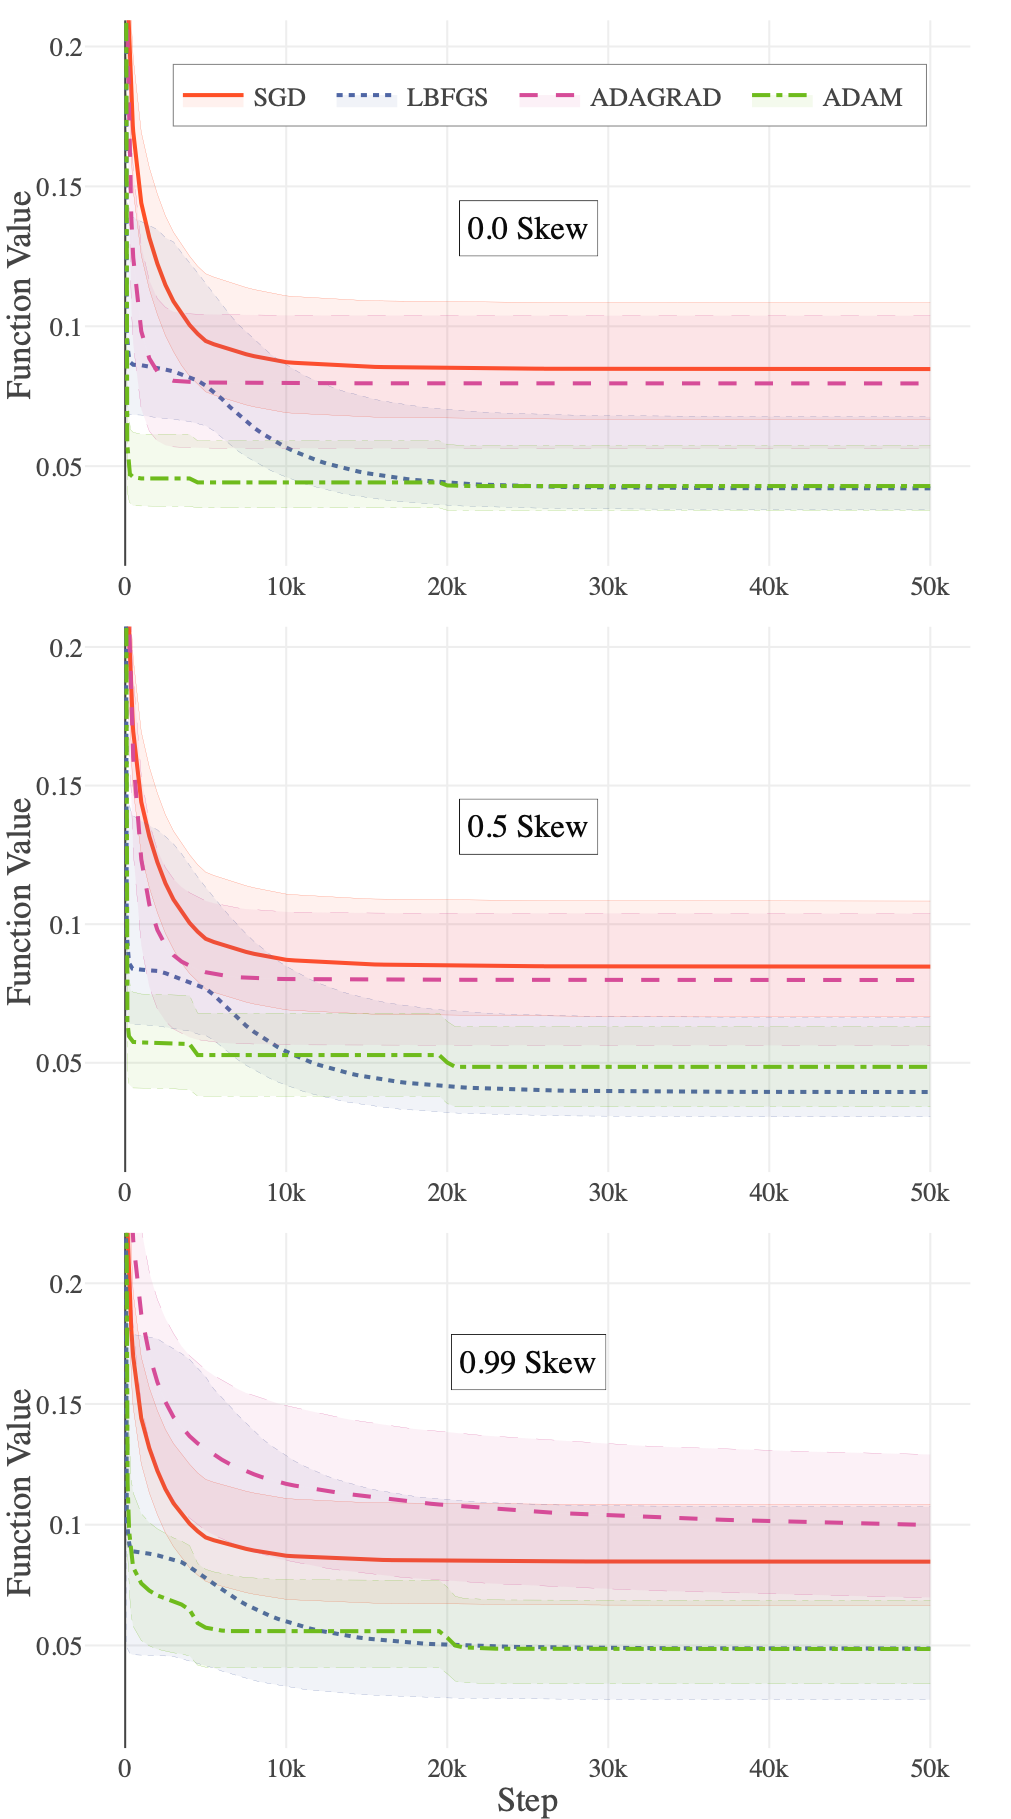 0.2
SGD LBFGS ADAGRAD ADAM
0.15
0.0 Skew
Function Value
0.1
0.05
0 10k 20k 30k 40k 50k
0.2
0.15
0.5 Skew
Function Value
0.1
0.05
0 10k 20k 30k 40k 50k
0.2
0.99 Skew
0.15
Function Value
0.1
0.05
0 10k 20k 30k 40k 50k
Step